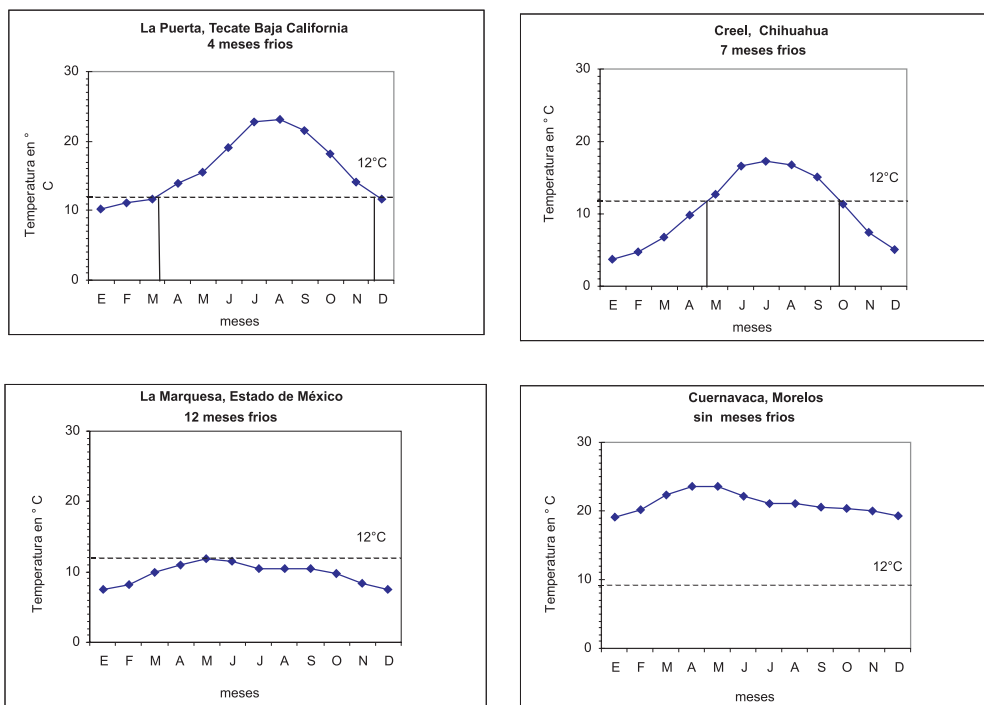 La Puerta, Tecate Baja California
4 meses frios
Temperatura en °
C
30
20
10
0
12°C
E F M A M J J A S O N D
meses
Creel, Chihuahua
7 meses frios
Temperatura en ° C
30
20
10
0
12°C
E F M A M J J A S O N D
meses
La Marquesa, Estado de México
12 meses frios
Temperatura en ° C
30
20
10
0
12°C
E F M A M J J A S O N D
meses
Cuernavaca, Morelos
sin meses frios
Temperatura en ° C
30
20
10
0
12°C
E F M A M J J A S O N D
meses